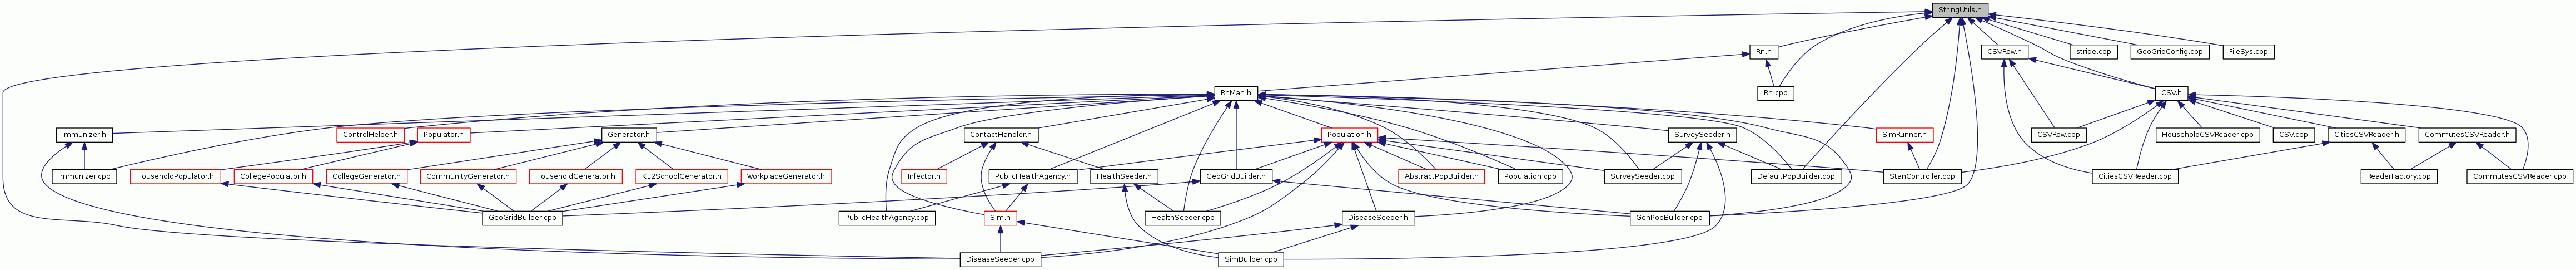 StringUtils.h
Rn.h
CSVRow.h
stride.cpp
GeoGridConfig.cpp
FileSys.cpp
RnMan.h
Rn.cpp
CSV.h
Immunizer.h
ControlHelper.h
Populator.h
Generator.h
ContactHandler.h
Population.h
SurveySeeder.h
SimRunner.h
CSVRow.cpp
HouseholdCSVReader.cpp
CSV.cpp
CitiesCSVReader.h
CommutesCSVReader.h
Immunizer.cpp
HouseholdPopulator.h
CollegePopulator.h
CollegeGenerator.h
CommunityGenerator.h
HouseholdGenerator.h
K12SchoolGenerator.h
WorkplaceGenerator.h
Infector.h
PublicHealthAgency.h
HealthSeeder.h
GeoGridBuilder.h
AbstractPopBuilder.h
Population.cpp
SurveySeeder.cpp
DefaultPopBuilder.cpp
StanController.cpp
CitiesCSVReader.cpp
ReaderFactory.cpp
CommutesCSVReader.cpp
GeoGridBuilder.cpp
PublicHealthAgency.cpp
Sim.h
HealthSeeder.cpp
DiseaseSeeder.h
GenPopBuilder.cpp
DiseaseSeeder.cpp
SimBuilder.cpp